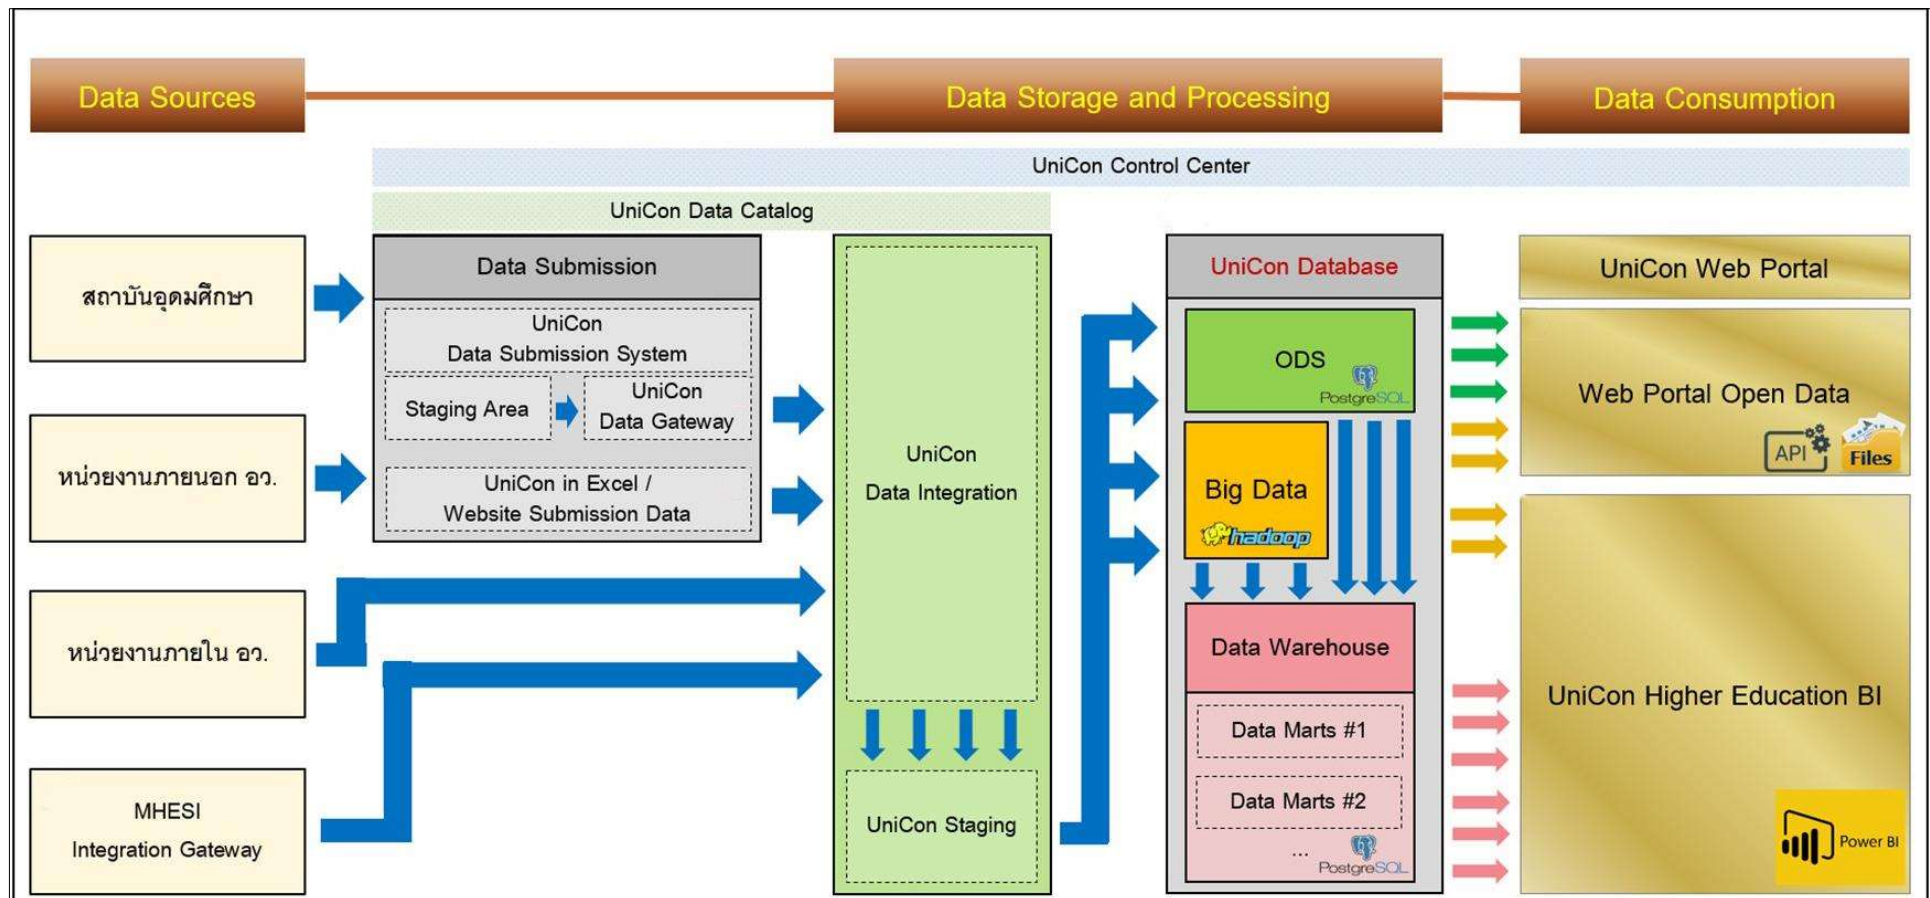 Data Sources
Data Storage and Processing
Data Consumption
UniCon Control Center
UniCon Data Catalog
สถาบันอุดมศึกษา
หน่วยงานภายนอก อว.
หน่วยงานภายใน อว.
MHESI
Integration Gateway
Data Submission
UniCon
Data Submission System
Staging Area
UniCon
Data Gateway
UniCon in Excel /
Website Submission Data
UniCon
Data Integration
UniCon Staging
UniCon Database
ODS
PostgreSQL
Big Data
hadoop
Data Warehouse
Data Marts #1
Data Marts #2
...
PostgreSQL
UniCon Web Portal
Web Portal Open Data
API
Files
UniCon Higher Education BI
Power BI